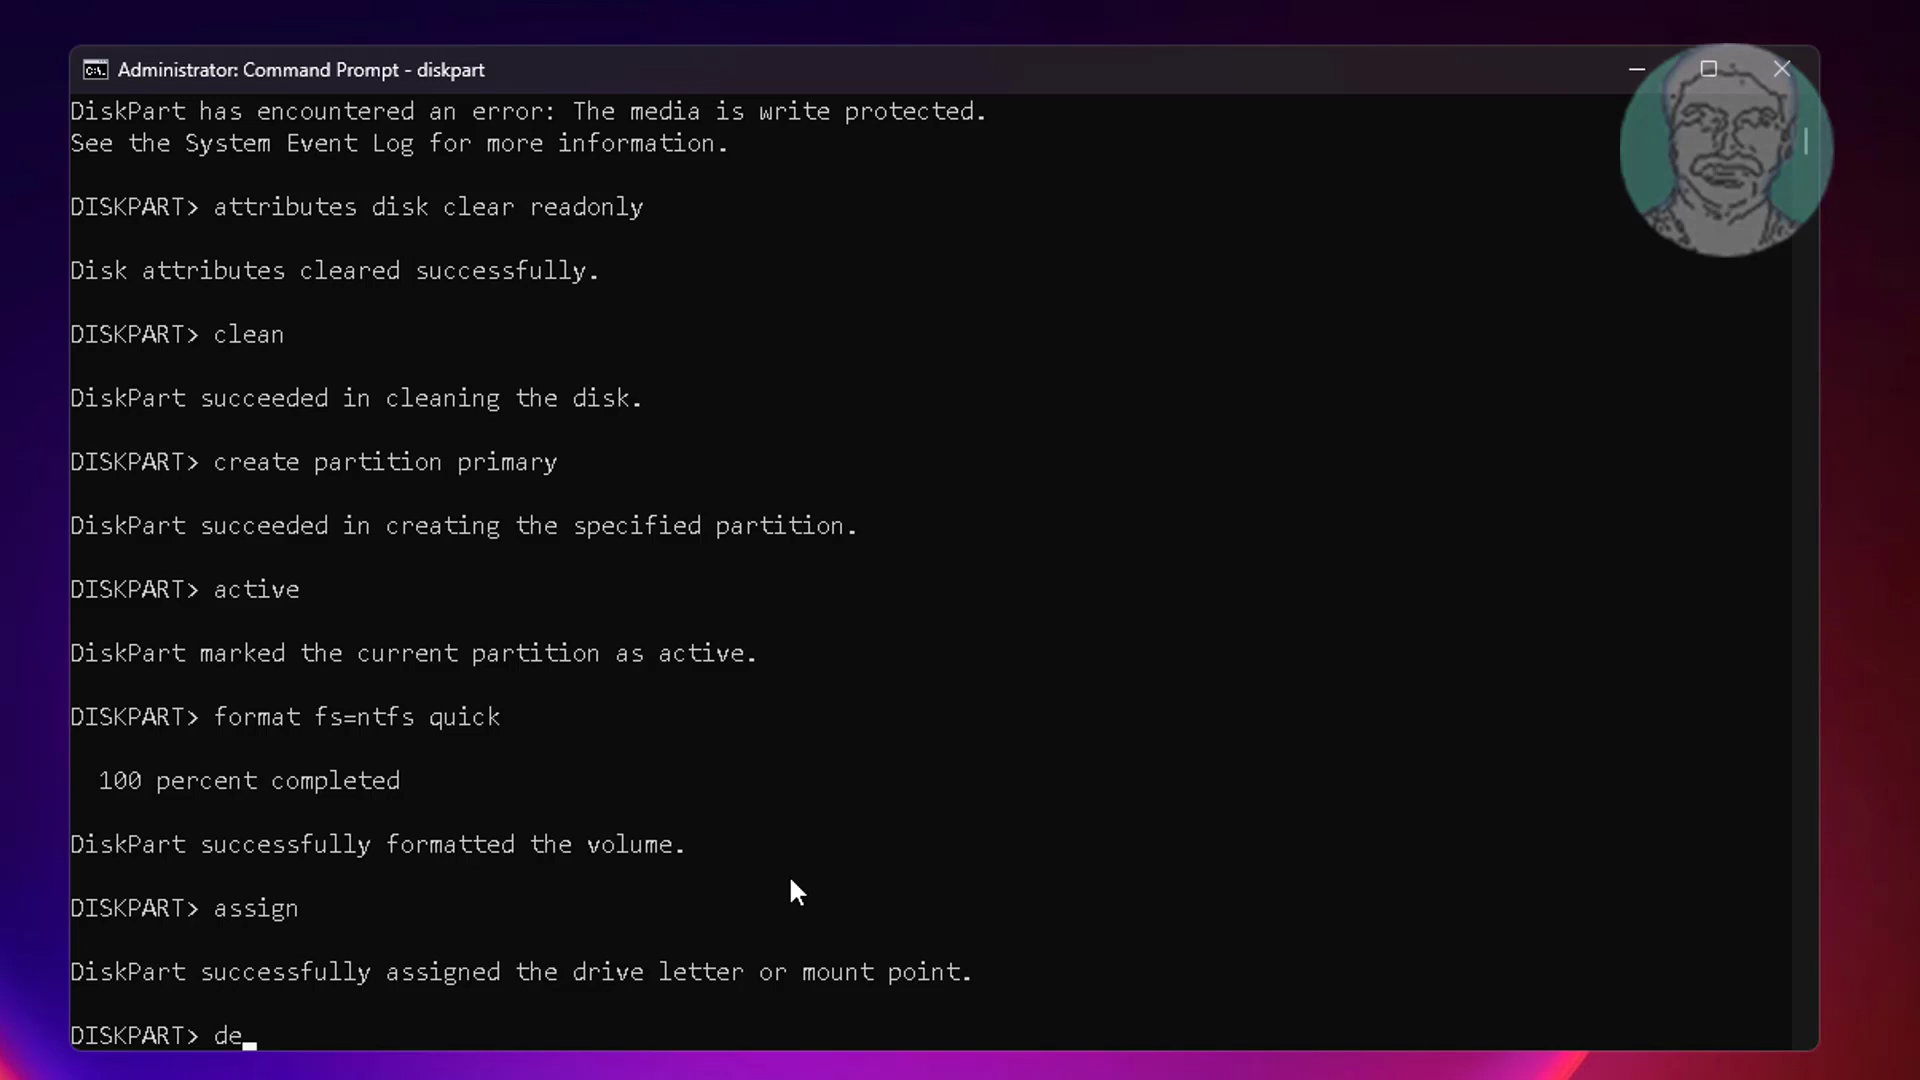 Administrator: Command Prompt - diskpart
DiskPart has encountered an error: The media is write protected.
See the System Event Log for more information.
DISKPART> attributes disk clear readonly
Disk attributes cleared successfully.
DISKPART> clean
DiskPart succeeded in cleaning the disk.
DISKPART> create partition primary
DiskPart succeeded in creating the specified partition.
DISKPART> active
DiskPart marked the current partition as active.
DISKPART> format fs=ntfs quick
100 percent completed
DiskPart successfully formatted the volume.
DISKPART> assign
DiskPart successfully assigned the drive letter or mount point.
DISKPART> de